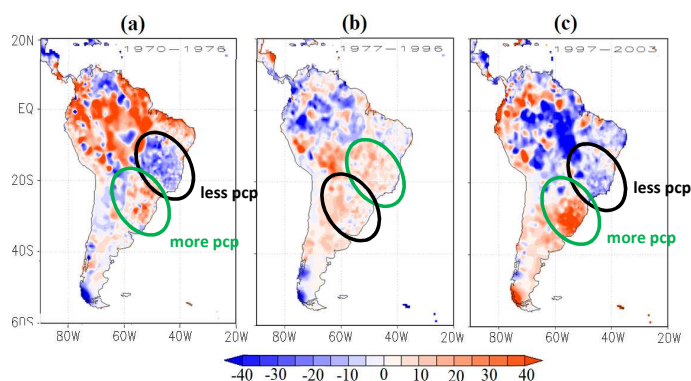 (a) (b) (c)
1970-1976 1977-1996 1997-2003
20N
EQ
20S
40S
60S
less pcp
more pcp
less pcp
more pcp
80W 60W 40W 20W 80W 60W 40W 20W 80W 60W 40W 20W
-40 -30 -20 -10 0 10 20 30 40